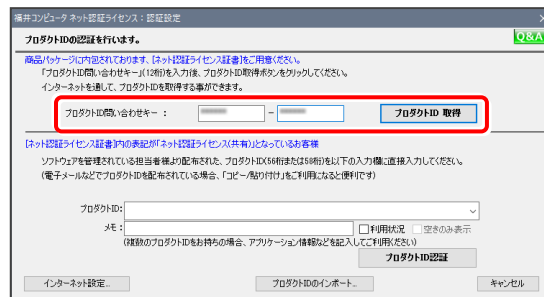 福井コンピュータ ネット認証ライセンス：認証設定
プロダクトIDの認証を行います。
Q&A
商品パッケージに内包されております、[ネット認証ライセンス証書]をご用意ください。
「プロダクトID問い合わせキー」(12桁)を入力後、プロダクトID取得ボタンをクリックしてください。
インターネットを通して、プロダクトIDを取得する事ができます。
プロダクトID問い合わせキー ： － プロダクトID 取得
[ネット認証ライセンス証書]内の表記が「ネット認証ライセンス(共有)」となっているお客様
ソフトウェアを管理されている担当者様より配布された、プロダクトID(56桁または58桁)を以下の入力欄に直接入力してください。
(電子メールなどでプロダクトIDを配布されている場合、「コピー/貼り付け」をご利用になると便利です)
プロダクトID:
メモ: 利用状況 空きのみ表示
(複数のプロダクトIDをお持ちの場合、アプリケーション情報などを記入してご利用ください)
プロダクトID認証
インターネット設定... プロダクトIDのインポート... キャンセル